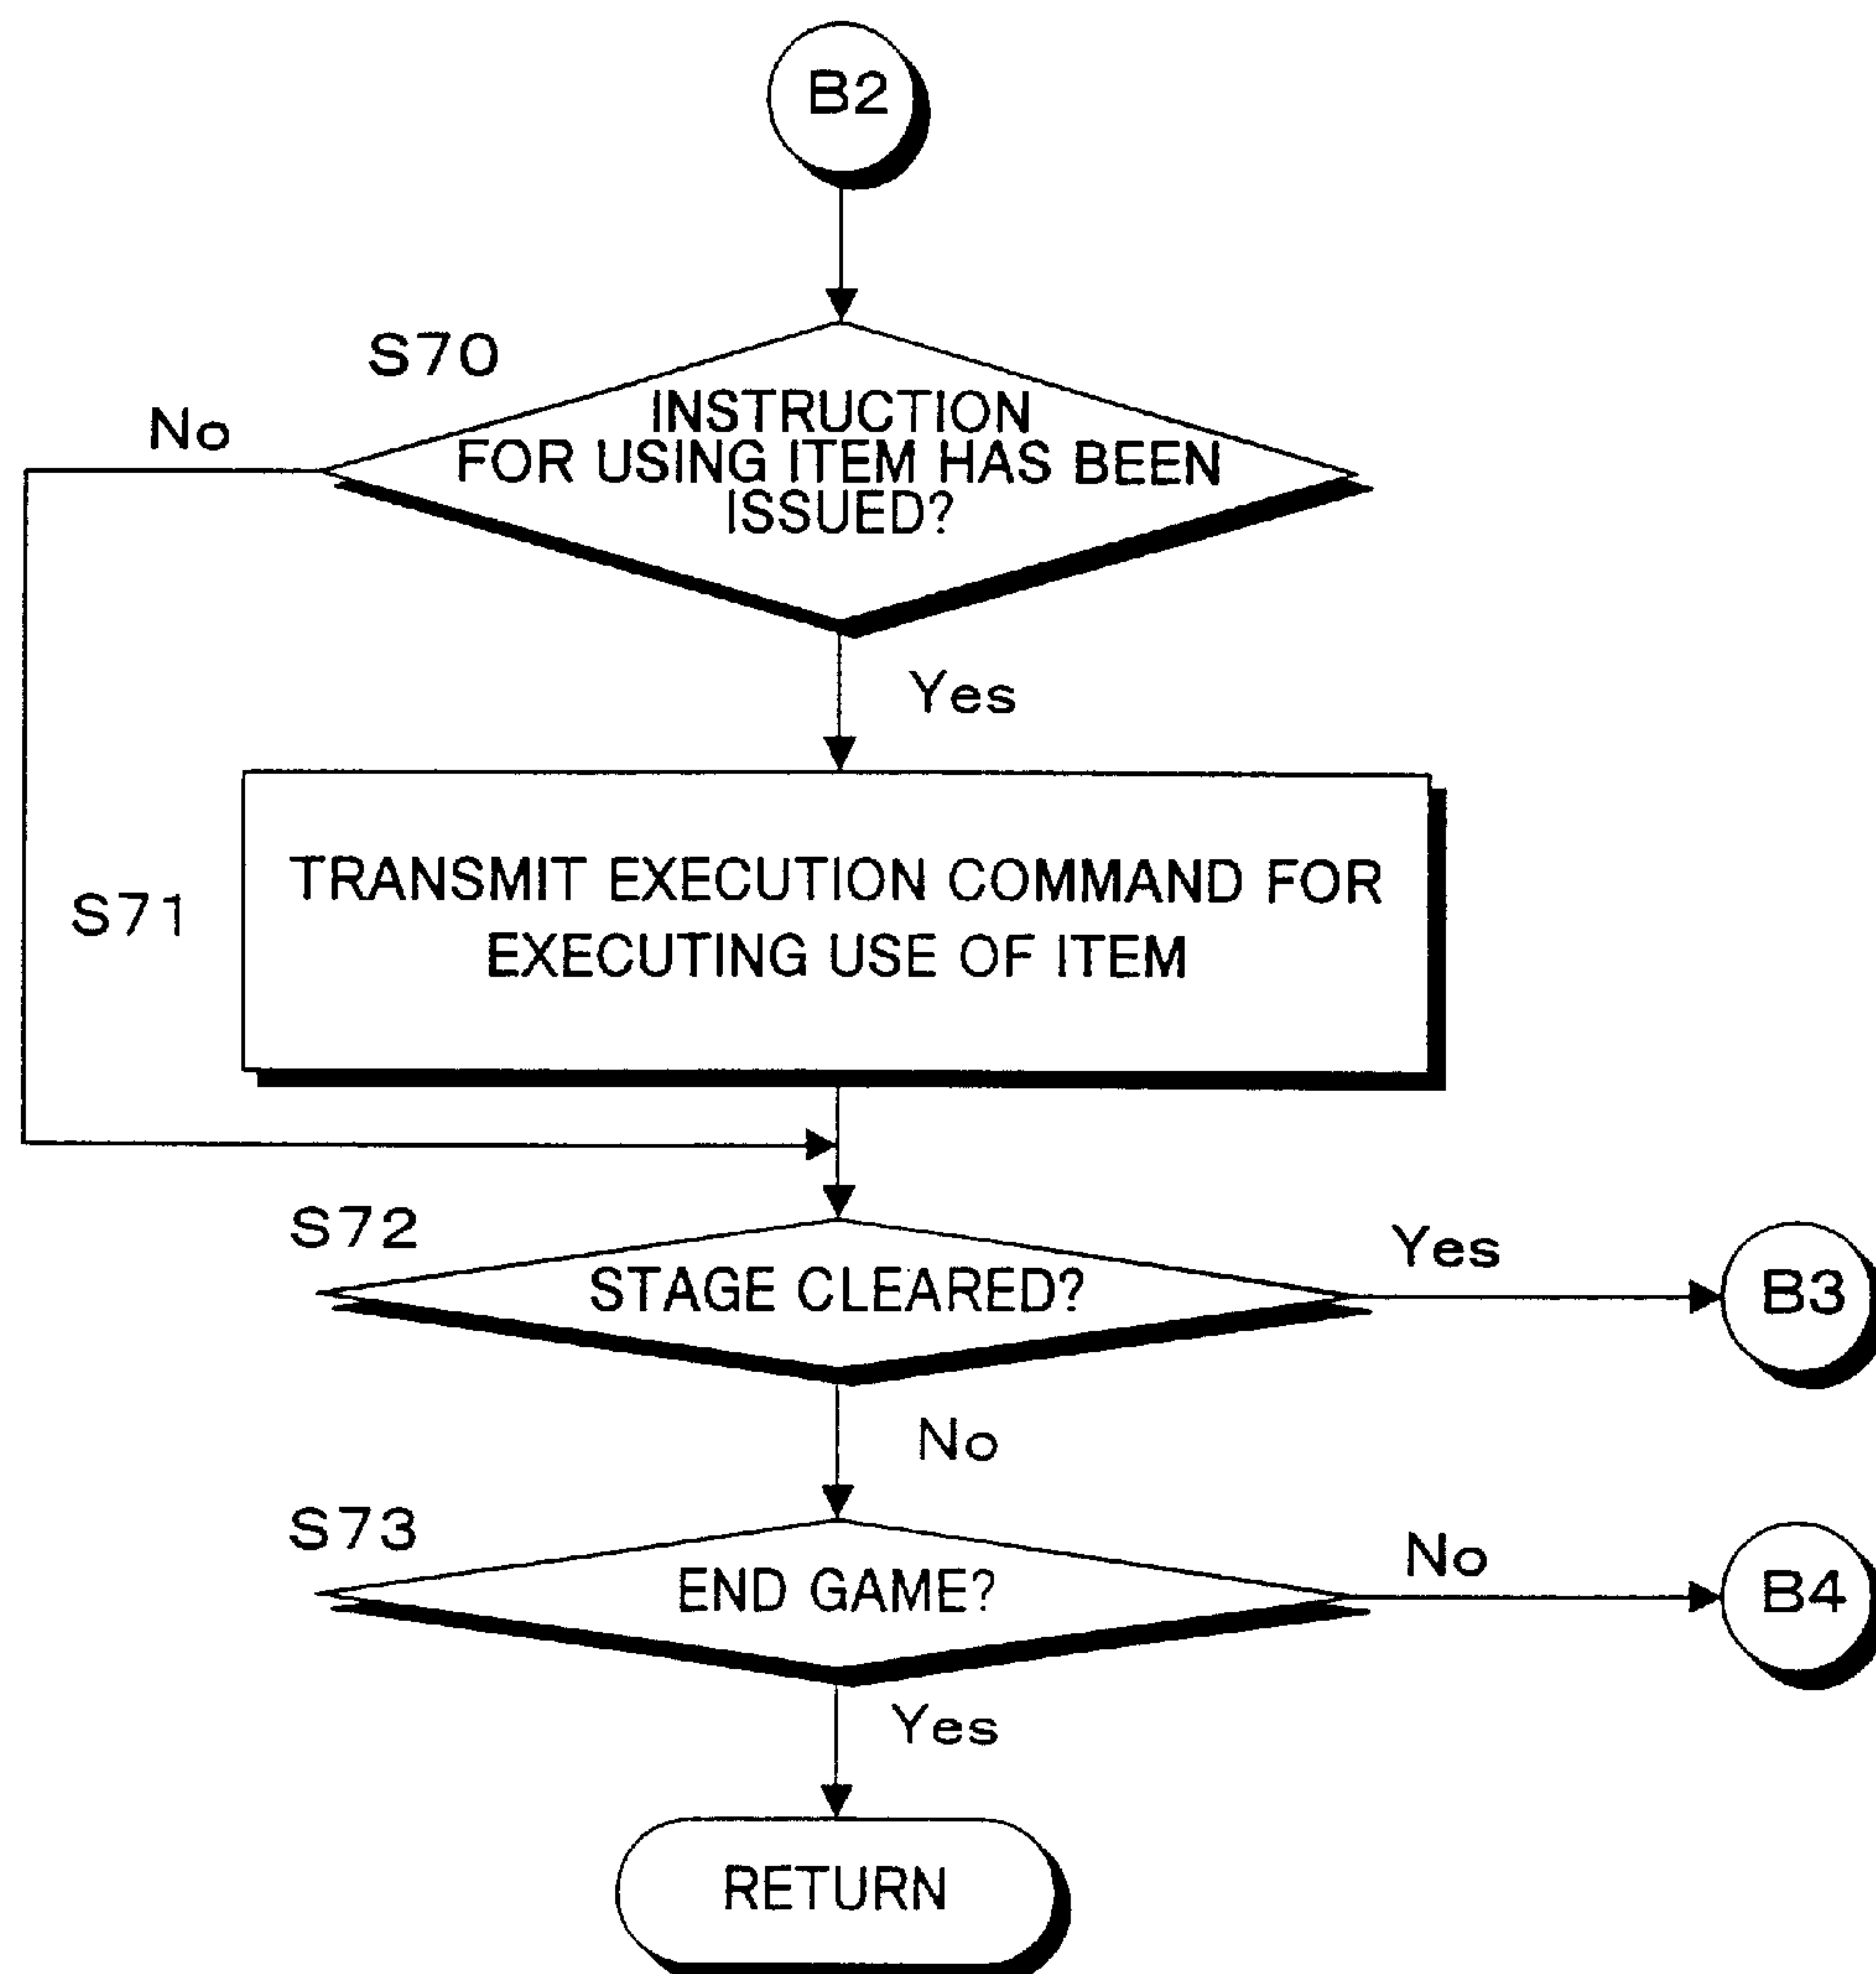 B2
S70
No
INSTRUCTION
FOR USING ITEM HAS BEEN
ISSUED?
Yes
S71
TRANSMIT EXECUTION COMMAND FOR
EXECUTING USE OF ITEM
S72
STAGE CLEARED?
Yes
B3
No
S73
END GAME?
No
B4
Yes
RETURN